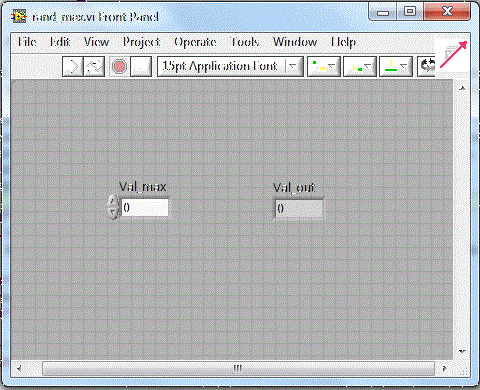 rand_max.vi Front Panel
File Edit View Project Operate Tools Window Help
15pt Application Font
Val_max
Val_out
0
0